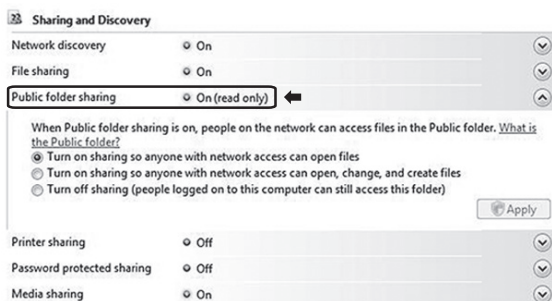 Sharing and Discovery
Network discovery On
File sharing On
Public folder sharing On (read only)
When Public folder sharing is on, people on the network can access files in the Public folder. What is
the Public folder?
Turn on sharing so anyone with network access can open files
Turn on sharing so anyone with network access can open, change, and create files
Turn off sharing (people logged on to this computer can still access this folder)
Apply
Printer sharing Off
Password protected sharing Off
Media sharing On